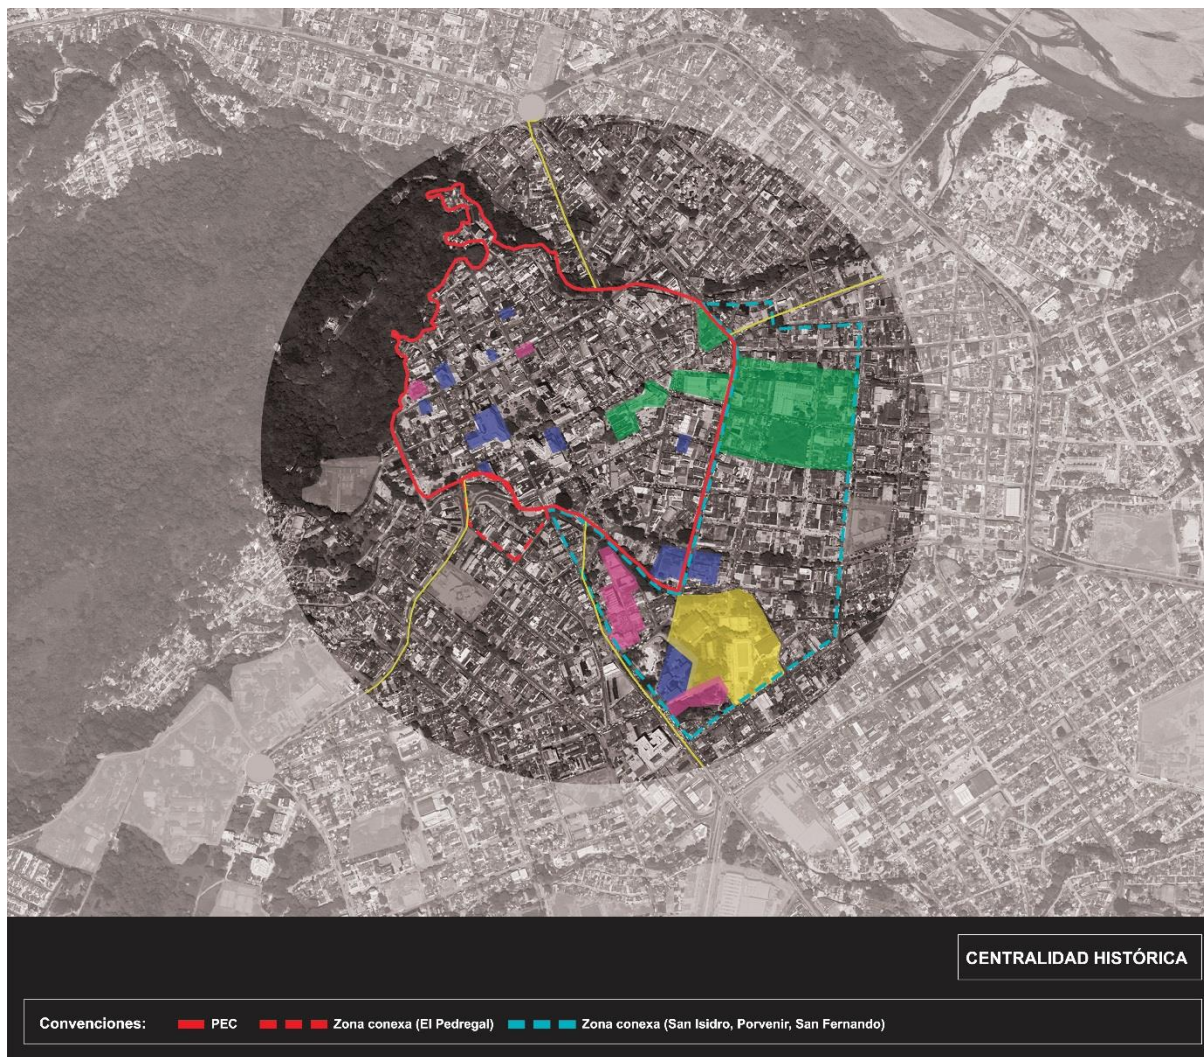 CENTRALIDAD HISTÓRICA
Convenciones: PEC Zona conexa (El Pedregal) Zona conexa (San Isidro, Porvenir, San Fernando)